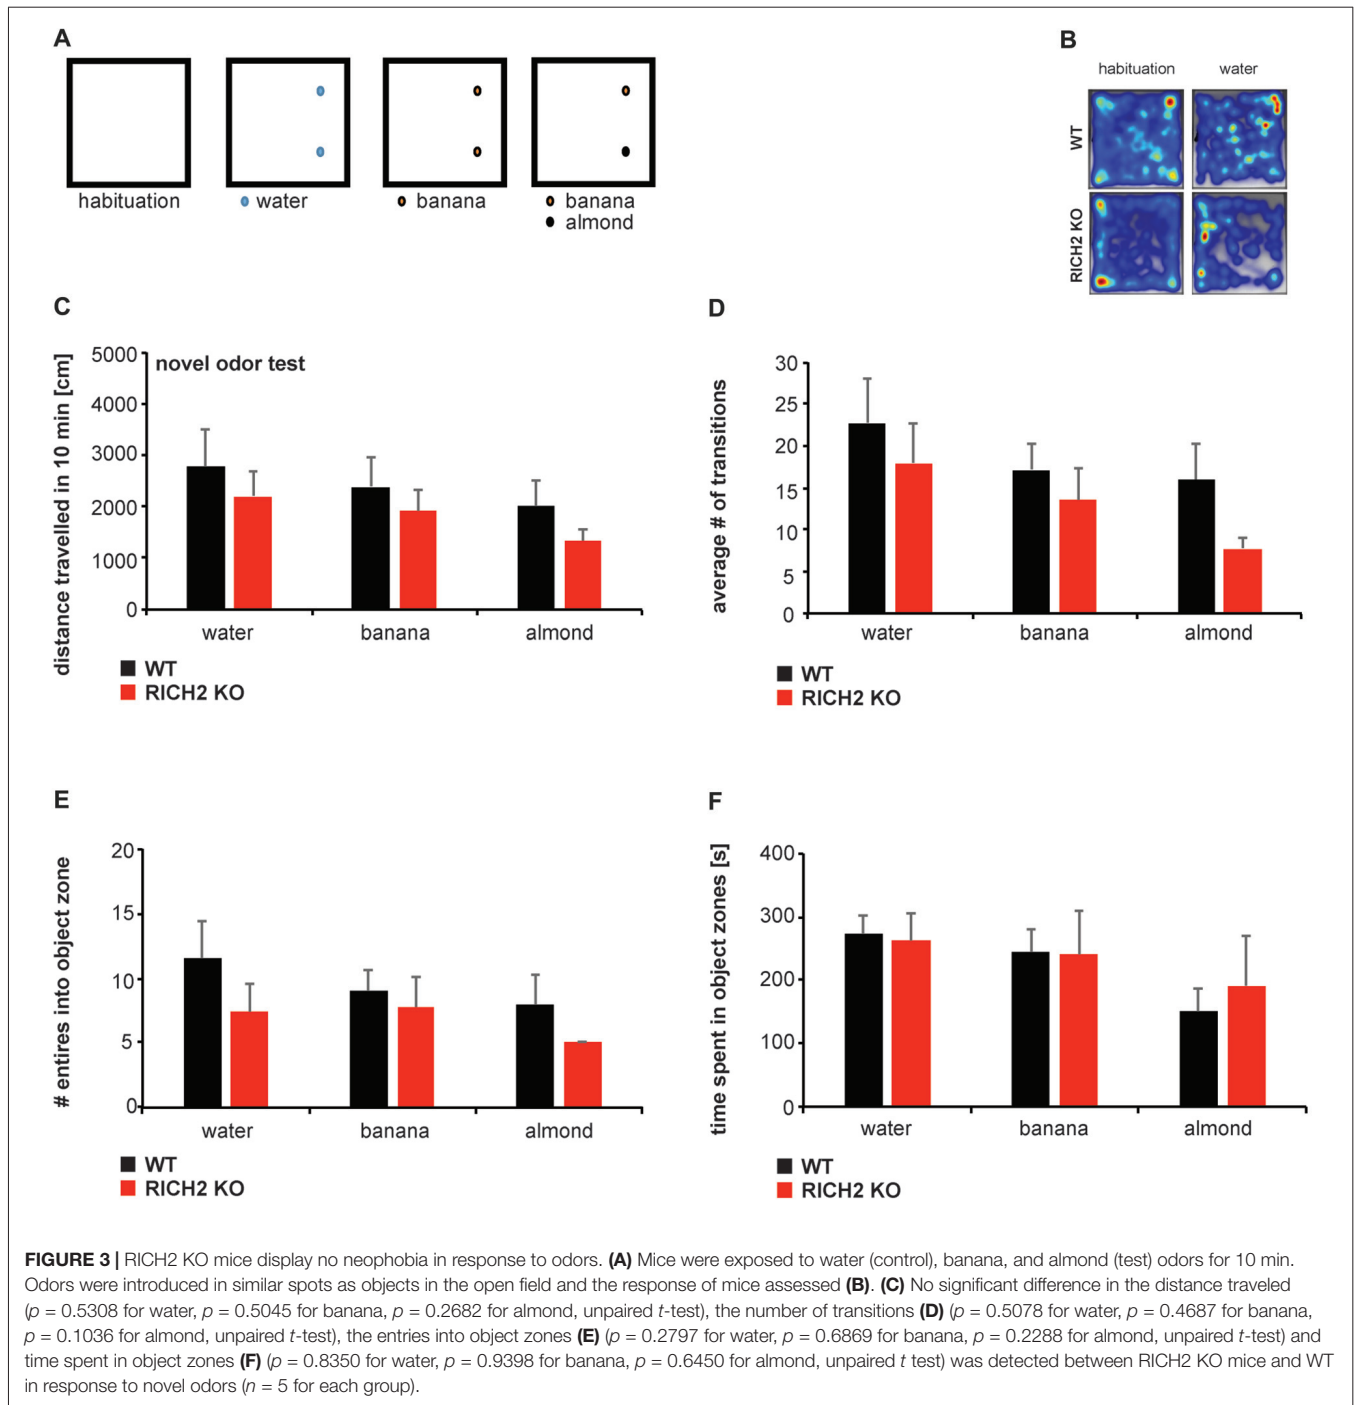 A
habituation
water
banana
banana
almond
B
habituation water
WT
RICH2 KO
C
novel odor test
distance travelled in 10 min [cm]
5000
4000
3000
2000
1000
0
water banana almond
WT
RICH2 KO
D
average # of transitions
30
25
20
15
10
5
0
water banana almond
WT
RICH2 KO
E
# entires into object zone
20
15
10
5
0
water banana almond
WT
RICH2 KO
F
time spent in object zones [s]
400
300
200
100
0
water banana almond
WT
RICH2 KO
FIGURE 3 | RICH2 KO mice display no neophobia in response to odors. (A) Mice were exposed to water (control), banana, and almond (test) odors for 10 min.
Odors were introduced in similar spots as objects in the open field and the response of mice assessed (B). (C) No significant difference in the distance traveled
(p = 0.5308 for water, p = 0.5045 for banana, p = 0.2682 for almond, unpaired t-test), the number of transitions (D) (p = 0.5078 for water, p = 0.4687 for banana,
p = 0.1036 for almond, unpaired t-test), the entries into object zones (E) (p = 0.2797 for water, p = 0.6869 for banana, p = 0.2288 for almond, unpaired t-test) and
time spent in object zones (F) (p = 0.8350 for water, p = 0.9398 for banana, p = 0.6450 for almond, unpaired t test) was detected between RICH2 KO mice and WT
in response to novel odors (n = 5 for each group).